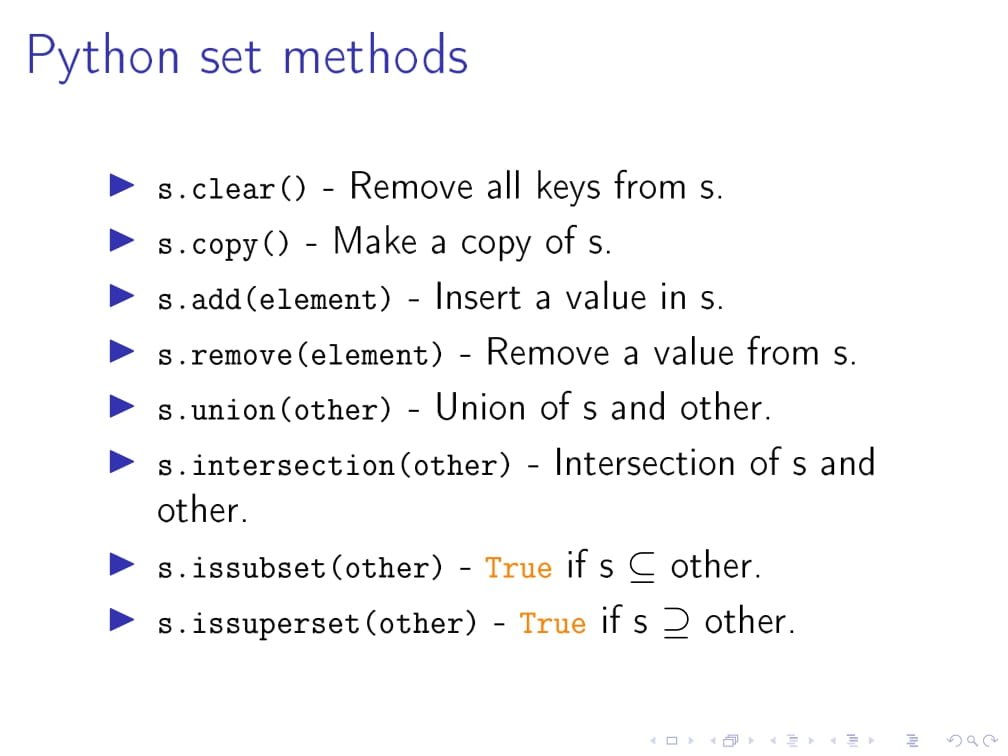 Python set methods
s.clear() - Remove all keys from s.
s.copy() - Make a copy of s.
s.add(element) - Insert a value in s.
s.remove(element) - Remove a value from s.
s.union(other) - Union of s and other.
s.intersection(other) - Intersection of s and
other.
s.issubset(other) - True if s ⊆ other.
s.issuperset(other) - True if s ⊇ other.